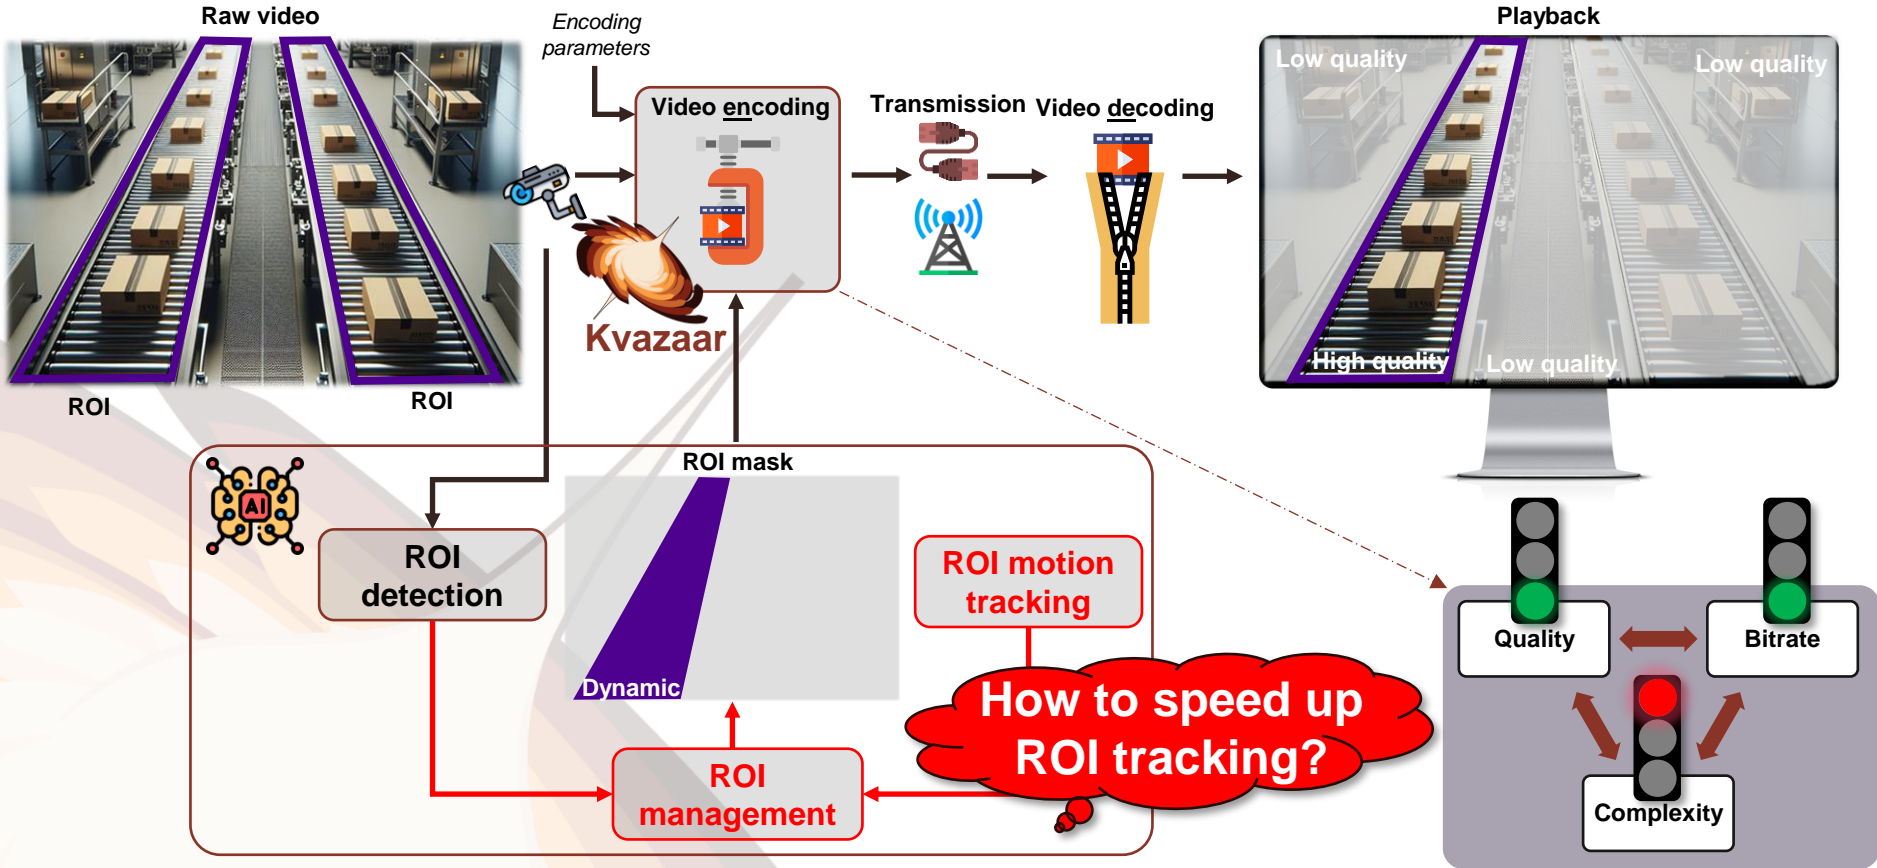 Raw video
Encoding
parameters
Playback
Low quality
Low quality
Video encoding
Transmission
Video decoding
Kvazaar
High quality
Low quality
ROI
ROI
ROI mask
AI
ROI
detection
ROI motion
tracking
Dynamic
How to speed up
ROI tracking?
ROI
management
Quality
Bitrate
Complexity